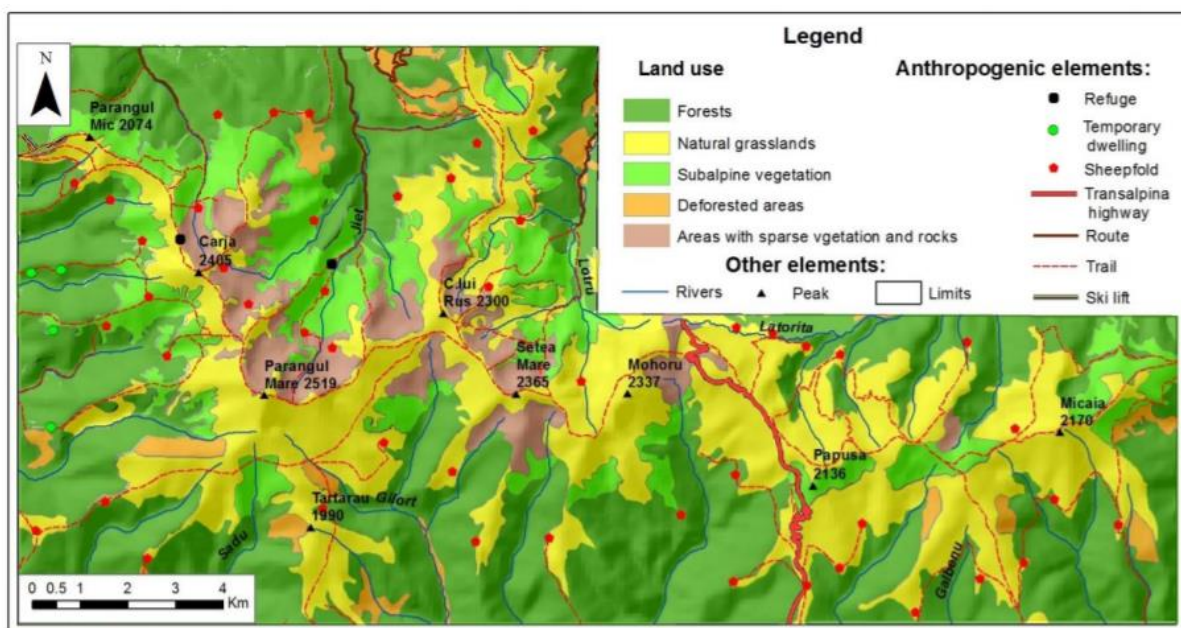 Legend
Land use
Forests
Natural grasslands
Subalpine vegetation
Deforested areas
Areas with sparse vgetation and rocks
Anthropogenic elements:
Refuge
Temporary
dwelling
Sheepfold
Transalpina
highway
Route
Trail
Ski lift
Other elements:
Rivers
Peak
Limits
N
Parangul
Mic 2074
Carja
2405
Jiet
C.lui
Rus 2300
Lotru
Latorita
Parangul
Mare 2519
Setea
Mare
2365
Mohoru
2337
Micaia
2170
Papusa
2136
Tartarau
1990
Gilort
Sadu
Galbenu
0 0.5 1 2 3 4
Km